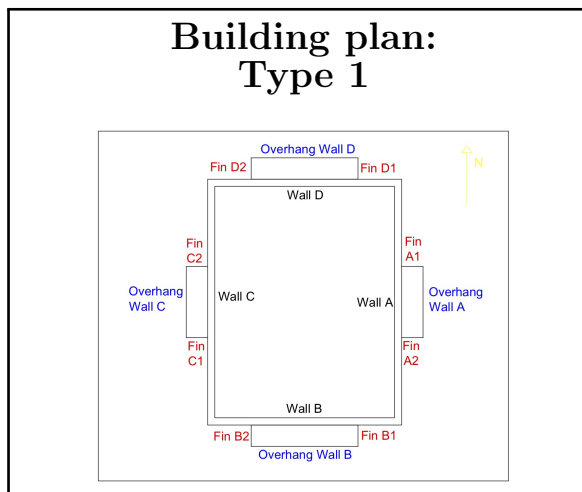 Building plan:
Type 1
Overhang Wall D
Fin D2
Fin D1
N
Wall D
Fin
C2
Fin
A1
Overhang
Wall C
Wall C
Wall A
Overhang
Wall A
Fin
C1
Fin
A2
Wall B
Fin B2
Fin B1
Overhang Wall B